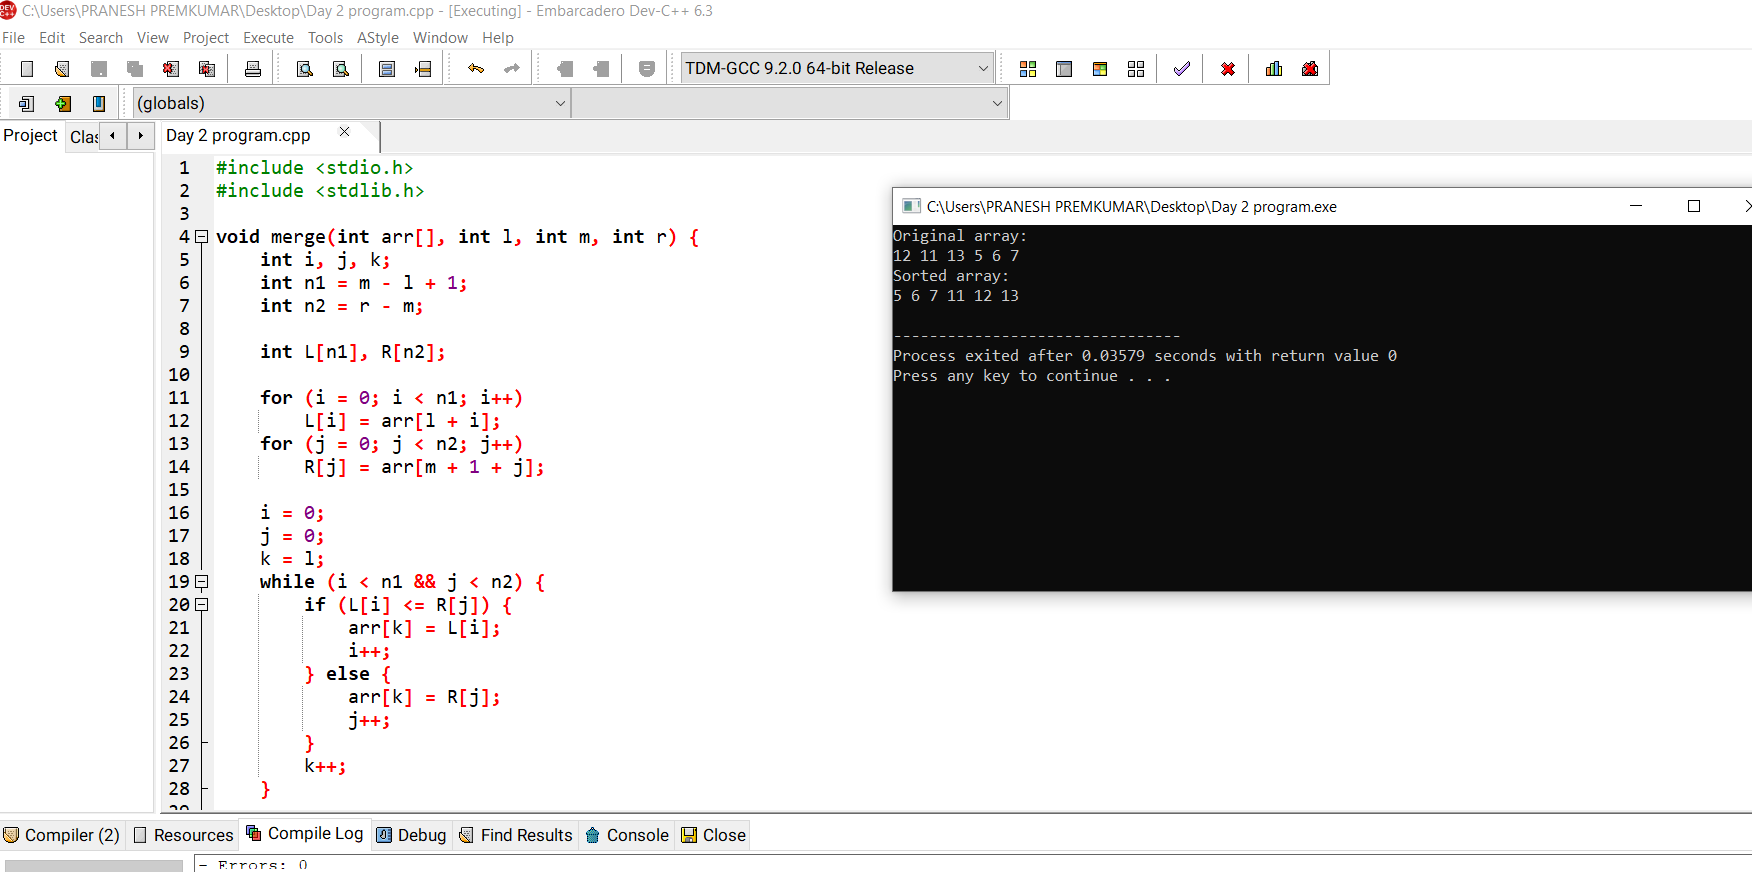 C:\Users\PRANESH PREMKUMAR\Desktop\Day 2 program.cpp - [Executing] - Embarcadero Dev-C++ 6.3
File Edit Search View Project Execute Tools AStyle Window Help
TDM-GCC 9.2.0 64-bit Release
(globals)
Project Clas Day 2 program.cpp
1 #include <stdio.h>
2 #include <stdlib.h>
3
4 void merge(int arr[], int l, int m, int r) {
5 int i, j, k;
6 int n1 = m - l + 1;
7 int n2 = r - m;
8
9 int L[n1], R[n2];
10
11 for (i = 0; i < n1; i++)
12 L[i] = arr[l + i];
13 for (j = 0; j < n2; j++)
14 R[j] = arr[m + 1 + j];
15
16 i = 0;
17 j = 0;
18 k = l;
19 while (i < n1 && j < n2) {
20 if (L[i] <= R[j]) {
21 arr[k] = L[i];
22 i++;
23 } else {
24 arr[k] = R[j];
25 j++;
26 }
27 k++;
28 }
29
C:\Users\PRANESH PREMKUMAR\Desktop\Day 2 program.exe
Original array:
12 11 13 5 6 7
Sorted array:
5 6 7 11 12 13
--------------------------------
Process exited after 0.03579 seconds with return value 0
Press any key to continue . . .
Compiler (2) Resources Compile Log Debug Find Results Console Close
- Errors: 0